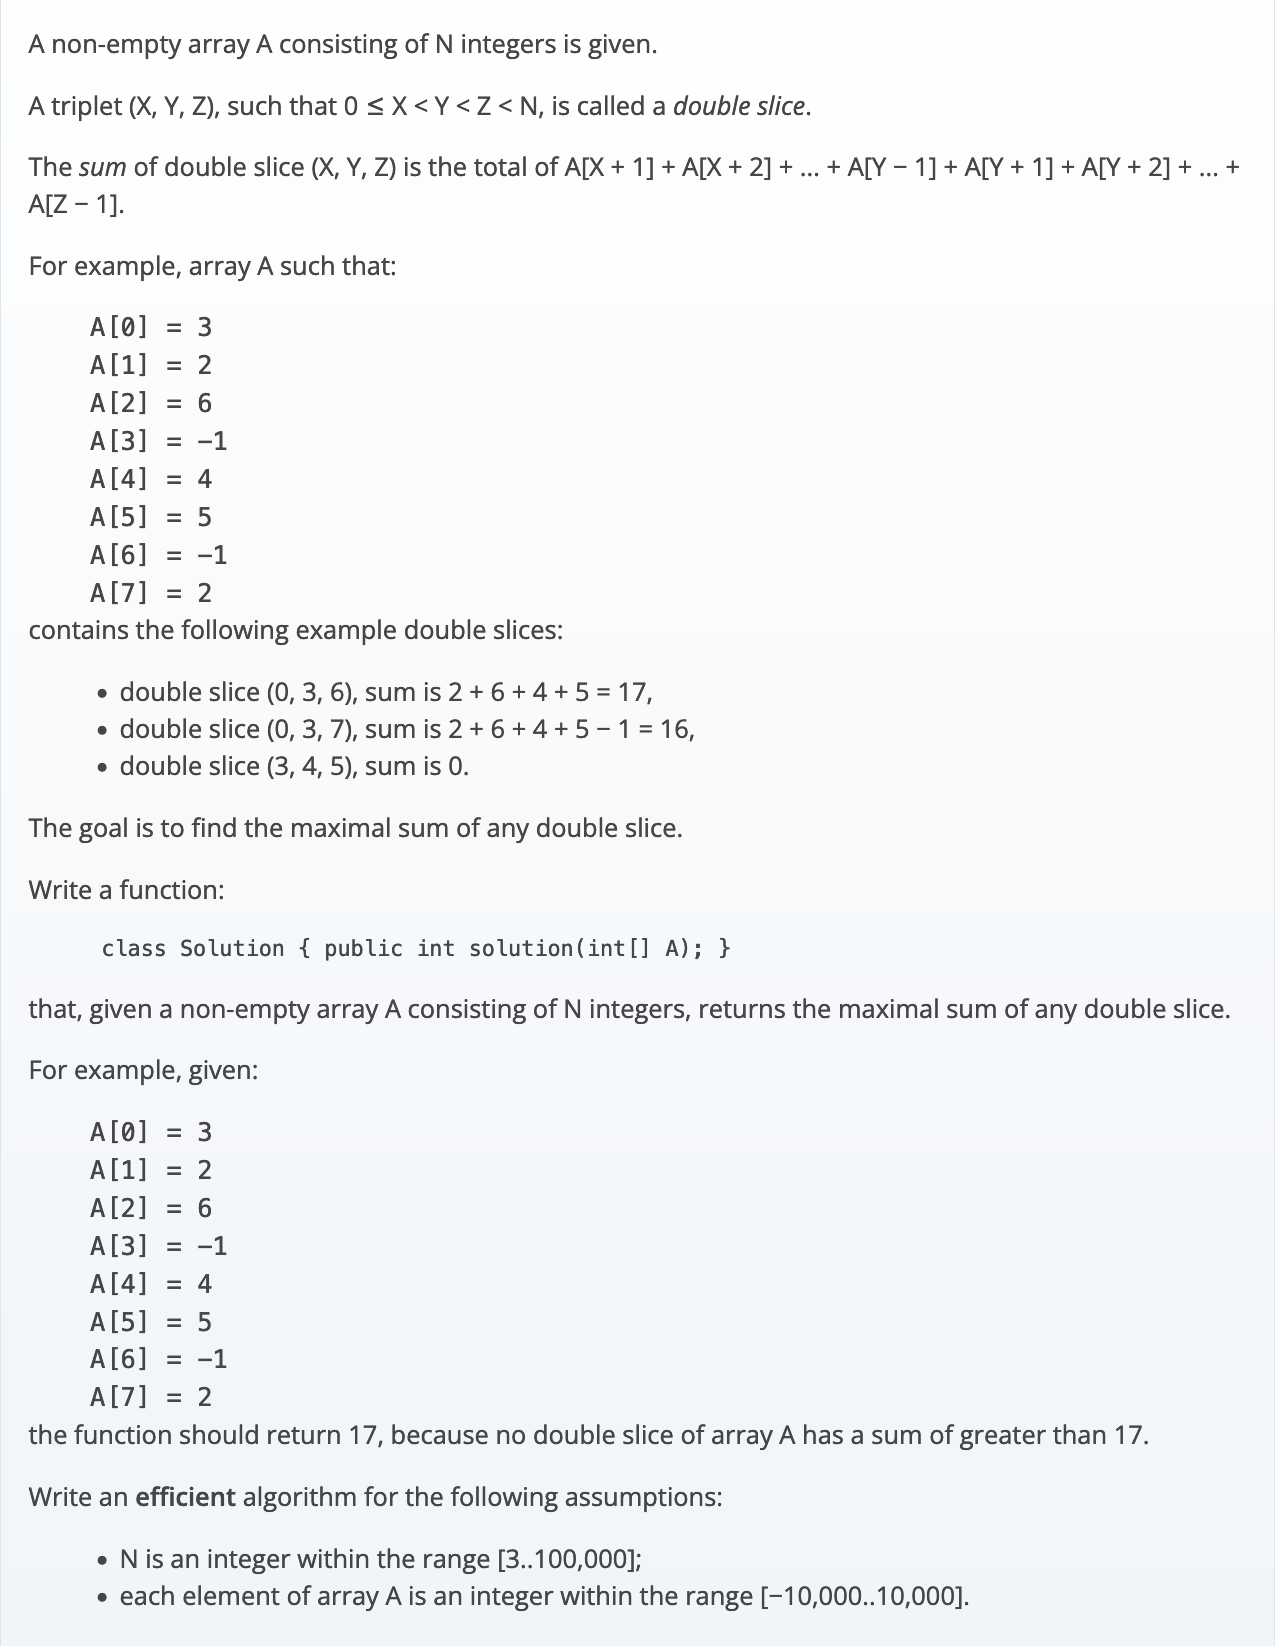 A non-empty array A consisting of N integers is given.
A triplet (X, Y, Z), such that 0 ≤ X < Y < Z < N, is called a double slice.
The sum of double slice (X, Y, Z) is the total of A[X + 1] + A[X + 2] + ... + A[Y − 1] + A[Y + 1] + A[Y + 2] + ... +
A[Z − 1].
For example, array A such that:
A[0] = 3
A[1] = 2
A[2] = 6
A[3] = −1
A[4] = 4
A[5] = 5
A[6] = −1
A[7] = 2
contains the following example double slices:
• double slice (0, 3, 6), sum is 2 + 6 + 4 + 5 = 17,
• double slice (0, 3, 7), sum is 2 + 6 + 4 + 5 − 1 = 16,
• double slice (3, 4, 5), sum is 0.
The goal is to find the maximal sum of any double slice.
Write a function:
class Solution { public int solution(int[] A); }
that, given a non-empty array A consisting of N integers, returns the maximal sum of any double slice.
For example, given:
A[0] = 3
A[1] = 2
A[2] = 6
A[3] = −1
A[4] = 4
A[5] = 5
A[6] = −1
A[7] = 2
the function should return 17, because no double slice of array A has a sum of greater than 17.
Write an efficient algorithm for the following assumptions:
• N is an integer within the range [3..100,000];
• each element of array A is an integer within the range [−10,000..10,000].